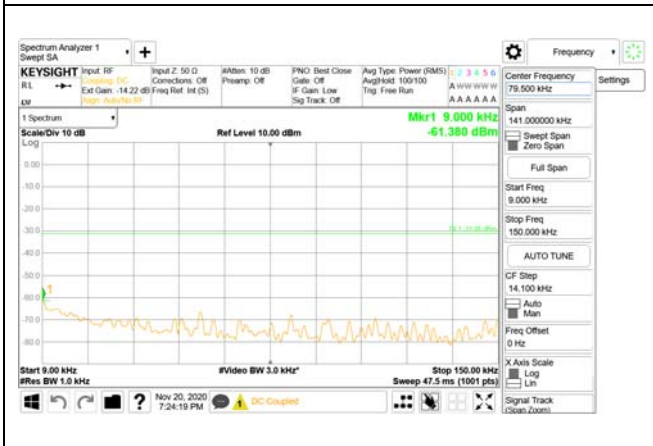 Spectrum Analyzer 1
Swept SA
Frequency
KEYSIGHT
Input: RF
Coupling: DC
Ext Gain: -14.22 dB
Align: Auto/No RF
Input Z: 50 Ω
Corrections: Off
Freq Ref: Int (S)
#Atten: 10 dB
Preamp: Off
PNO: Best Close
Gate: Off
IF Gain: Low
Sig Track: Off
Avg Type: Power (RMS)
Avg|Hold: 100/100
Trig: Free Run
1 2 3 4 5 6
A W W W W W
A A A A A A
RL
1 Spectrum
Mkr1 9.000 kHz
Scale/Div 10 dB
Ref Level 10.00 dBm
-61.380 dBm
Log
0.00
-10.0
-20.0
-30.0
-40.0
-50.0
-60.0
-70.0
-80.0
1
Start 9.00 kHz
#Video BW 3.0 kHz*
Stop 150.00 kHz
#Res BW 1.0 kHz
Sweep 47.5 ms (1001 pts)
Nov 20, 2020
7:24:19 PM
DC Coupled
Center Frequency
79.500 kHz
Settings
Span
141.000000 kHz
Swept Span
Zero Span
Full Span
Start Freq
9.000 kHz
Stop Freq
150.000 kHz
AUTO TUNE
CF Step
14.100 kHz
Auto
Man
Freq Offset
0 Hz
X Axis Scale
Log
Lin
Signal Track
(Span Zoom)